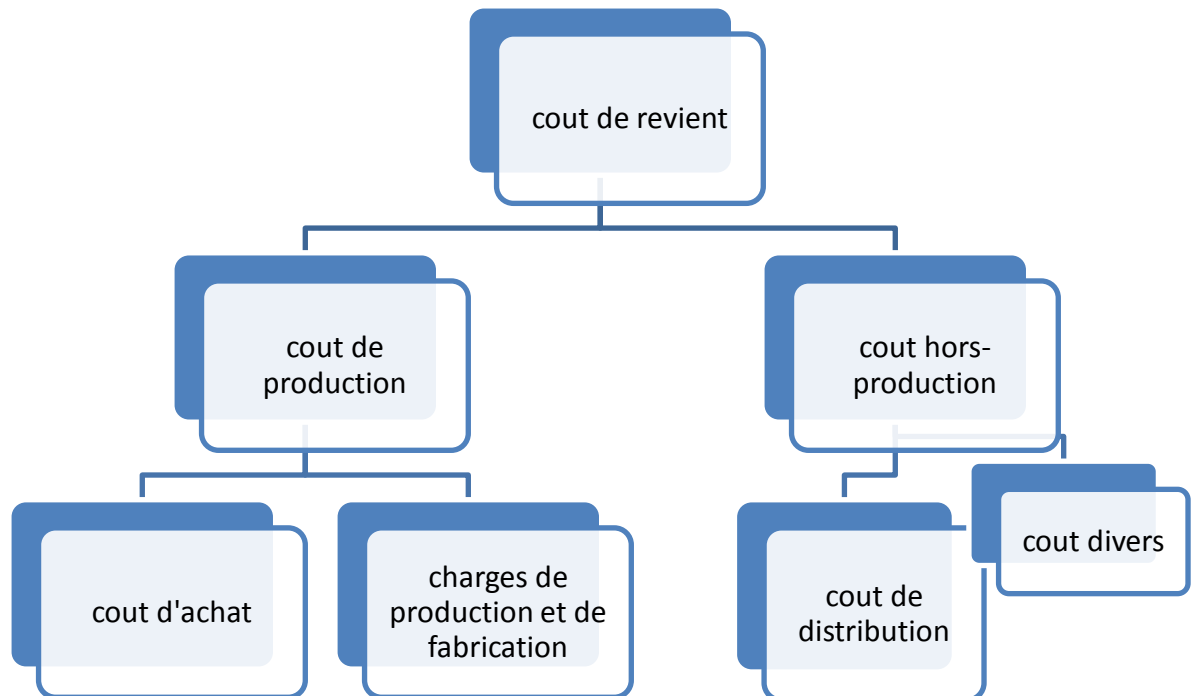 cout de revient
cout de
production
cout hors-
production
cout d'achat
charges de
production et de
fabrication
cout de
distribution
cout divers